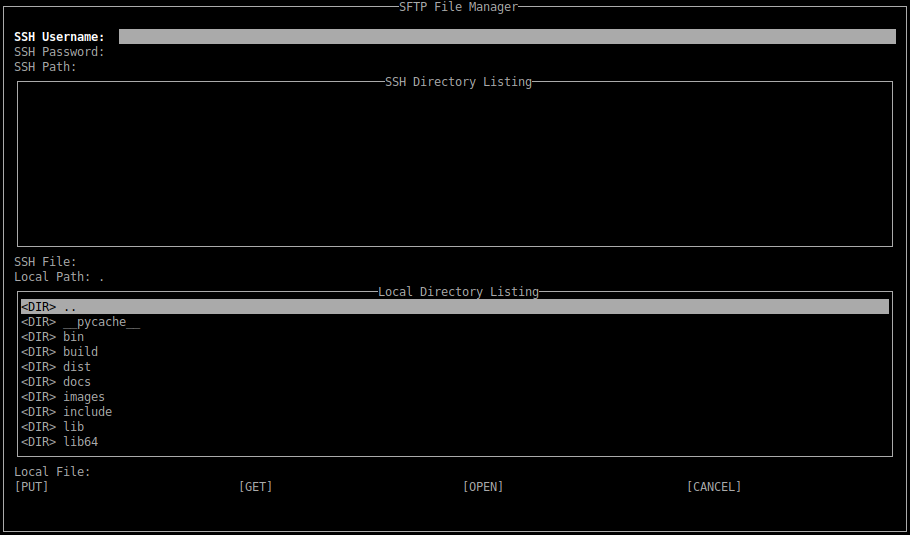 SFTP File Manager
SSH Username:
SSH Password:
SSH Path:
SSH Directory Listing
SSH File:
Local Path: .
Local Directory Listing
<DIR> ..
<DIR> __pycache__
<DIR> bin
<DIR> build
<DIR> dist
<DIR> docs
<DIR> images
<DIR> include
<DIR> lib
<DIR> lib64
Local File:
[PUT] [GET] [OPEN] [CANCEL]